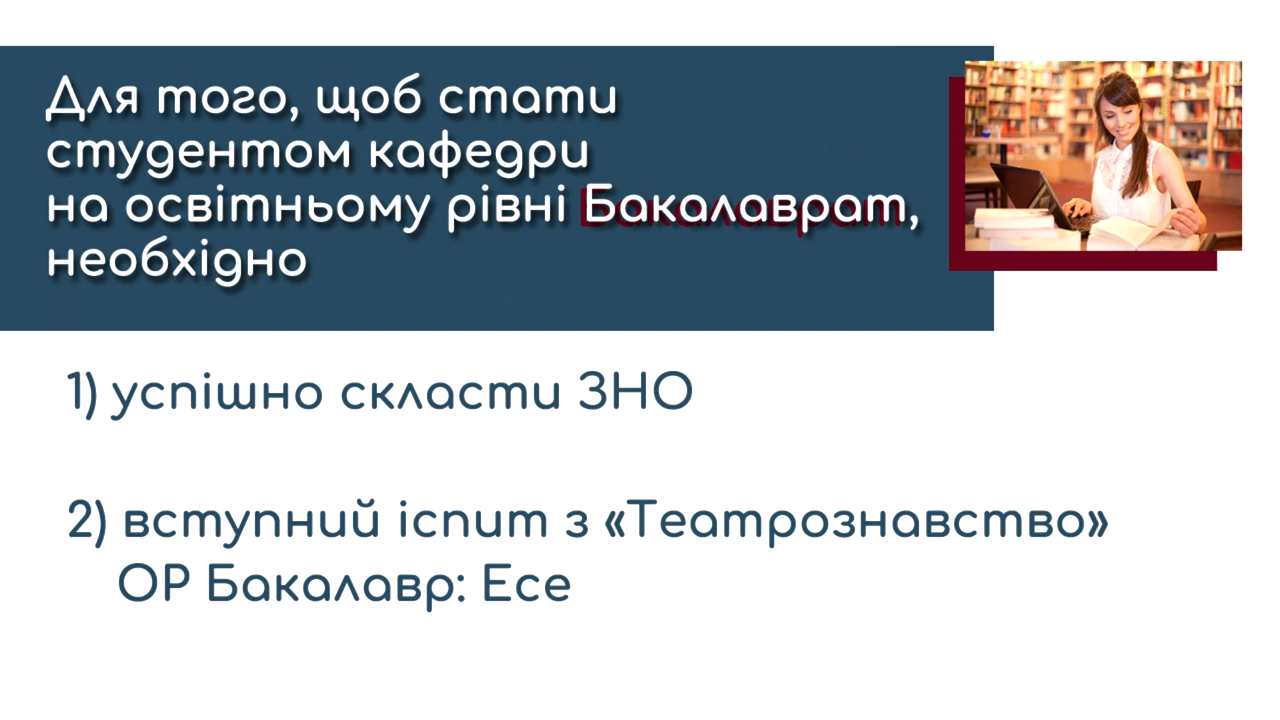 Для того, щоб стати
студентом кафедри
на освітньому рівні Бакалаврат,
необхідно
1) успішно скласти ЗНО
2) вступний іспит з «Театрознавство»
ОР Бакалавр: Есе